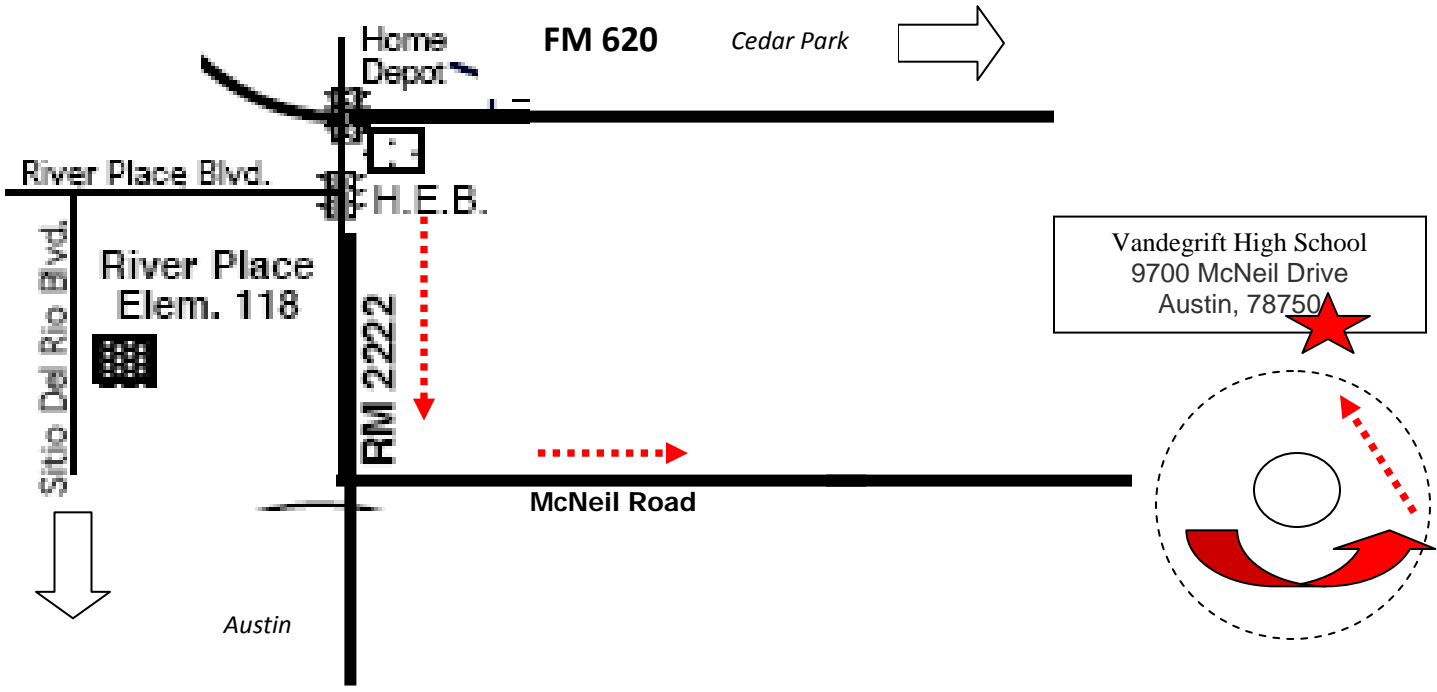 Home
Depot
FM 620
Cedar Park
River Place Blvd.
H.E.B.
Sitio Del Rio Blvd.
River Place
Elem. 118
RM 2222
Vandegrift High School
9700 McNeil Drive
Austin, 78750
McNeil Road
Austin